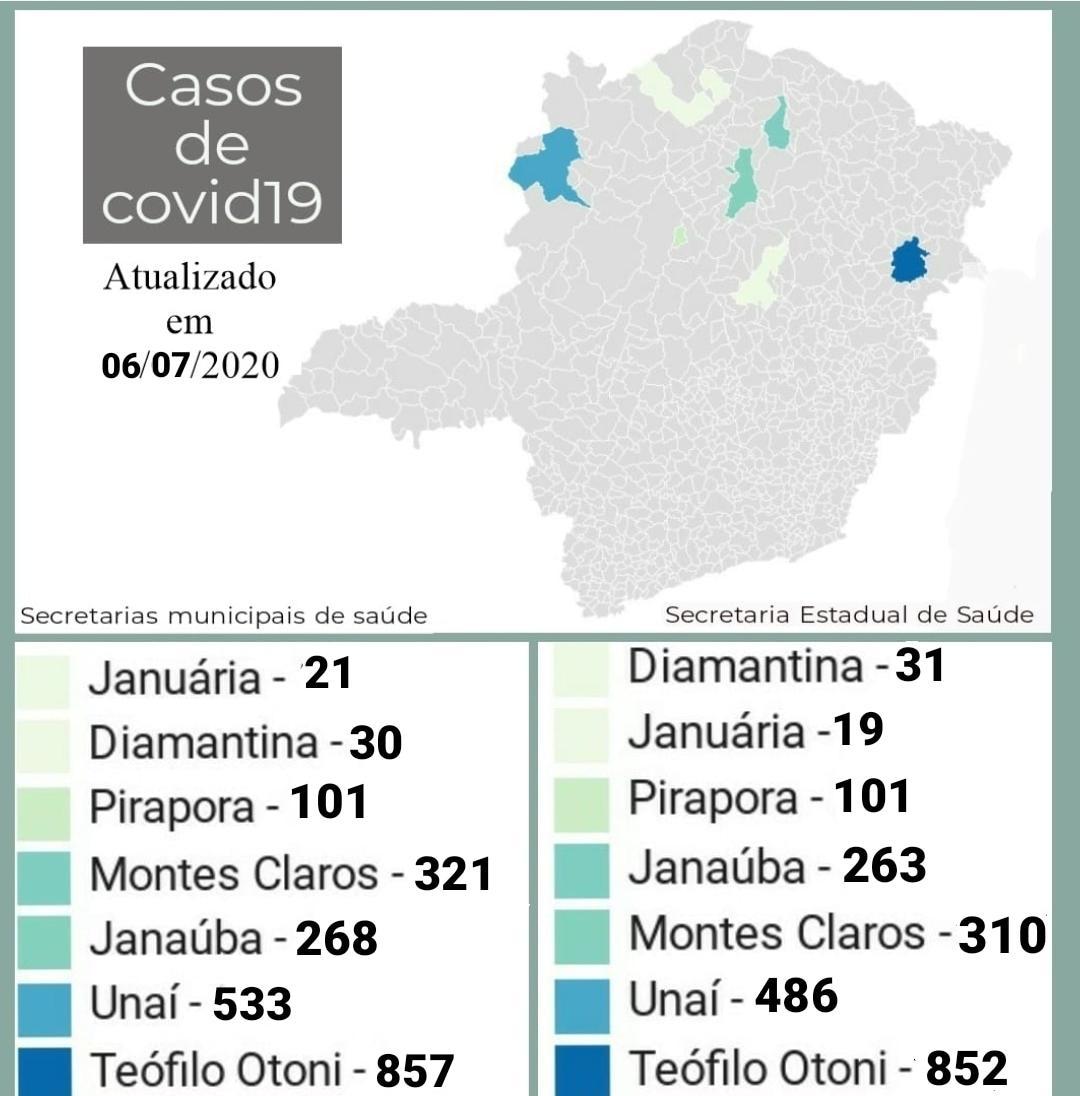 Casos
de
covid19
Atualizado
em
06/07/2020
Secretarias municipais de saúde
Secretaria Estadual de Saúde
Januária - 21
Diamantina - 30
Pirapora - 101
Montes Claros - 321
Janaúba - 268
Unaí - 533
Teófilo Otoni - 857
Diamantina - 31
Januária - 19
Pirapora - 101
Janaúba - 263
Montes Claros - 310
Unaí - 486
Teófilo Otoni - 852